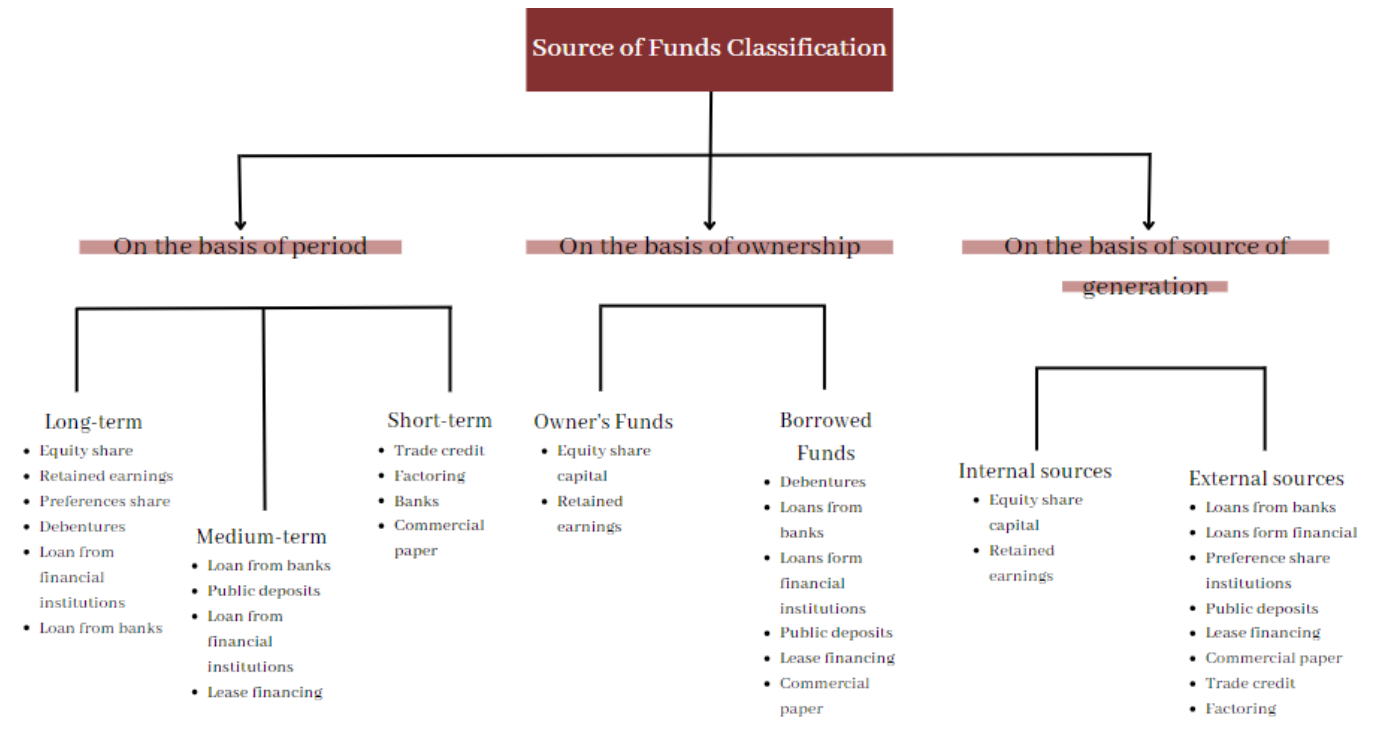 Source of Funds Classification
On the basis of period
On the basis of ownership
On the basis of source of
generation
Long-term
• Equity share
• Retained earnings
• Preferences share
• Debentures
• Loan from
financial
institutions
• Loan from banks
Medium-term
• Loan from banks
• Public deposits
• Loan from
financial
institutions
• Lease financing
Short-term
• Trade credit
• Factoring
• Banks
• Commercial
paper
Owner's Funds
• Equity share
capital
• Retained
earnings
Borrowed
Funds
• Debentures
• Loans from
banks
• Loans form
financial
institutions
• Public deposits
• Lease financing
• Commercial
paper
Internal sources
• Equity share
capital
• Retained
earnings
External sources
• Loans from banks
• Loans form financial
• Preference share
institutions
• Public deposits
• Lease financing
• Commercial paper
• Trade credit
• Factoring